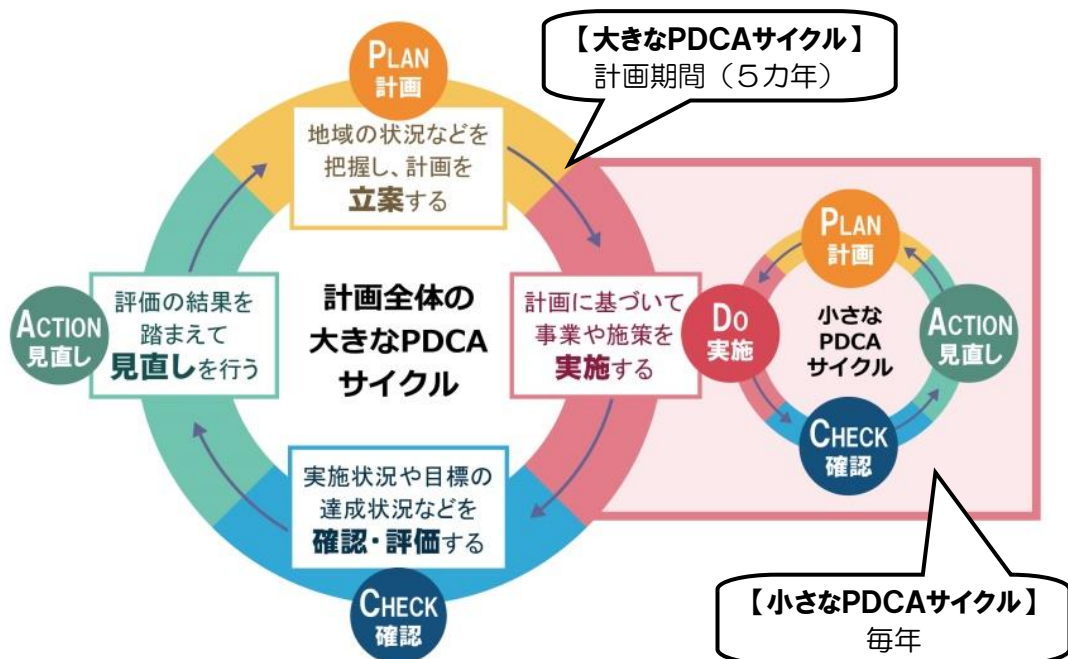 【大きなPDCAサイクル】
計画期間（５カ年）
PLAN
計画
地域の状況などを
把握し、計画を
立案する
計画に基づいて
事業や施策を
実施する
実施状況や目標の
達成状況などを
確認・評価する
CHECK
確認
評価の結果を
踏まえて
見直しを行う
ACTION
見直し
計画全体の
大きなPDCA
サイクル
PLAN
計画
DO
実施
CHECK
確認
ACTION
見直し
小さな
PDCA
サイクル
【小さなPDCAサイクル】
毎年